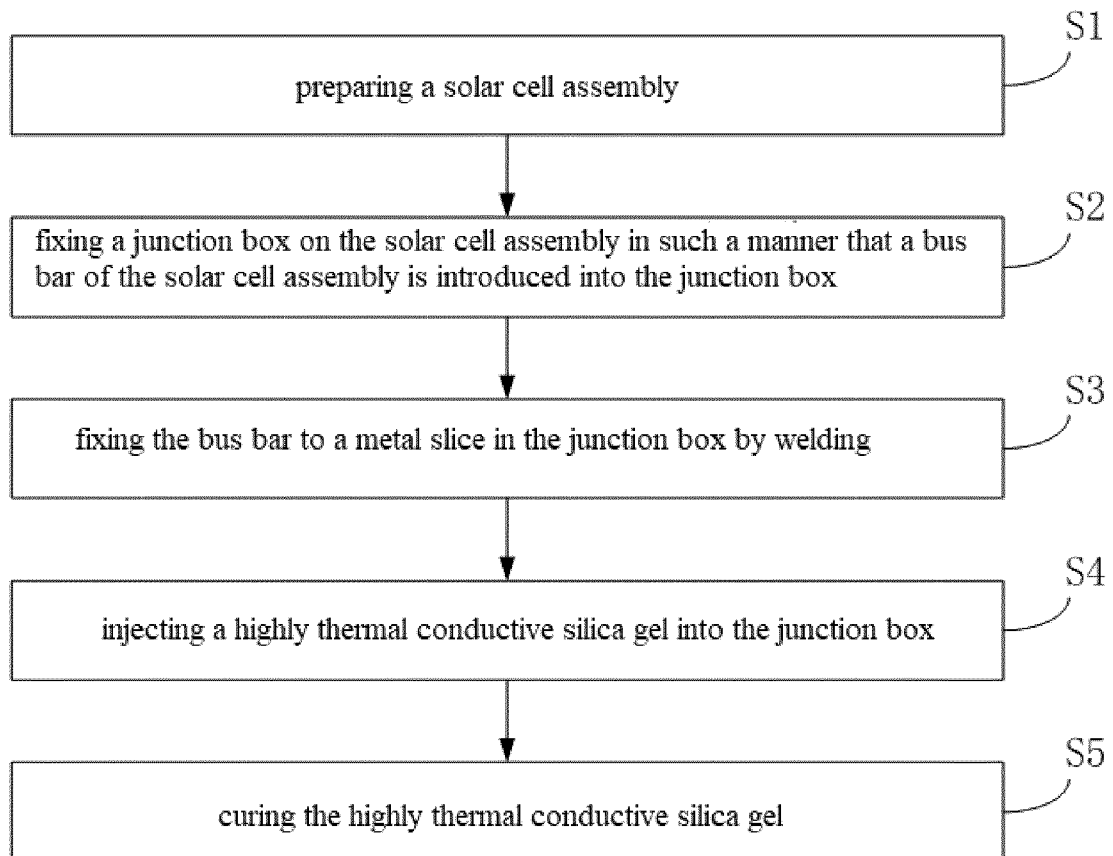 S1
preparing a solar cell assembly
S2
fixing a junction box on the solar cell assembly in such a manner that a bus
bar of the solar cell assembly is introduced into the junction box
S3
fixing the bus bar to a metal slice in the junction box by welding
S4
injecting a highly thermal conductive silica gel into the junction box
S5
curing the highly thermal conductive silica gel